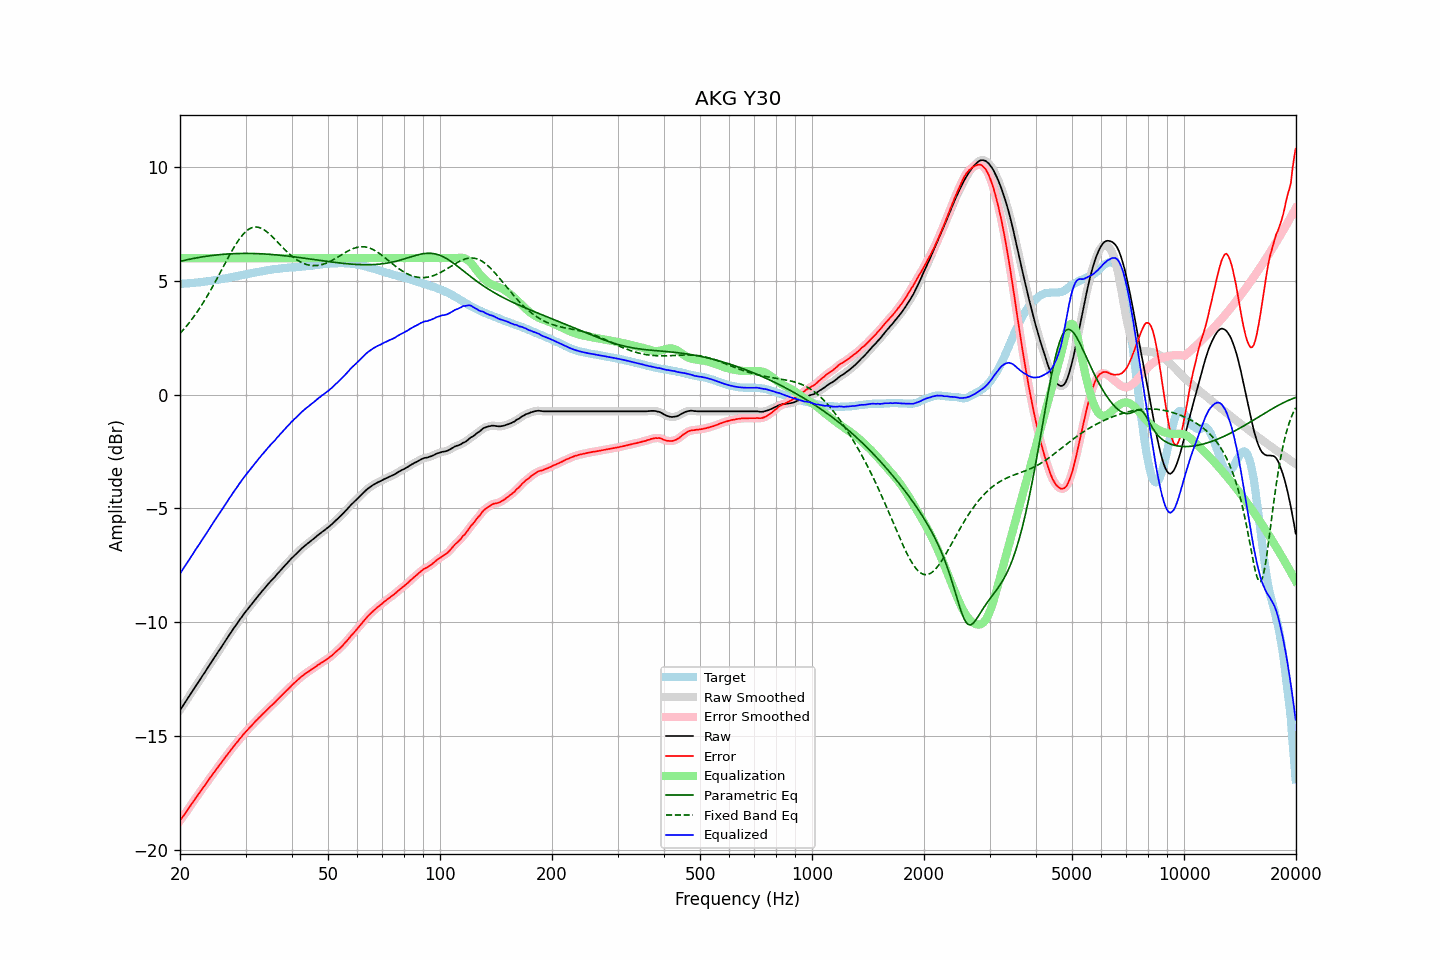 AKG Y30
Amplitude (dBr)
10
5
0
−5
−10
−15
−20
20
50
100
200
500
1000
2000
5000
10000
20000
Frequency (Hz)
Target
Raw Smoothed
Error Smoothed
Raw
Error
Equalization
Parametric Eq
Fixed Band Eq
Equalized